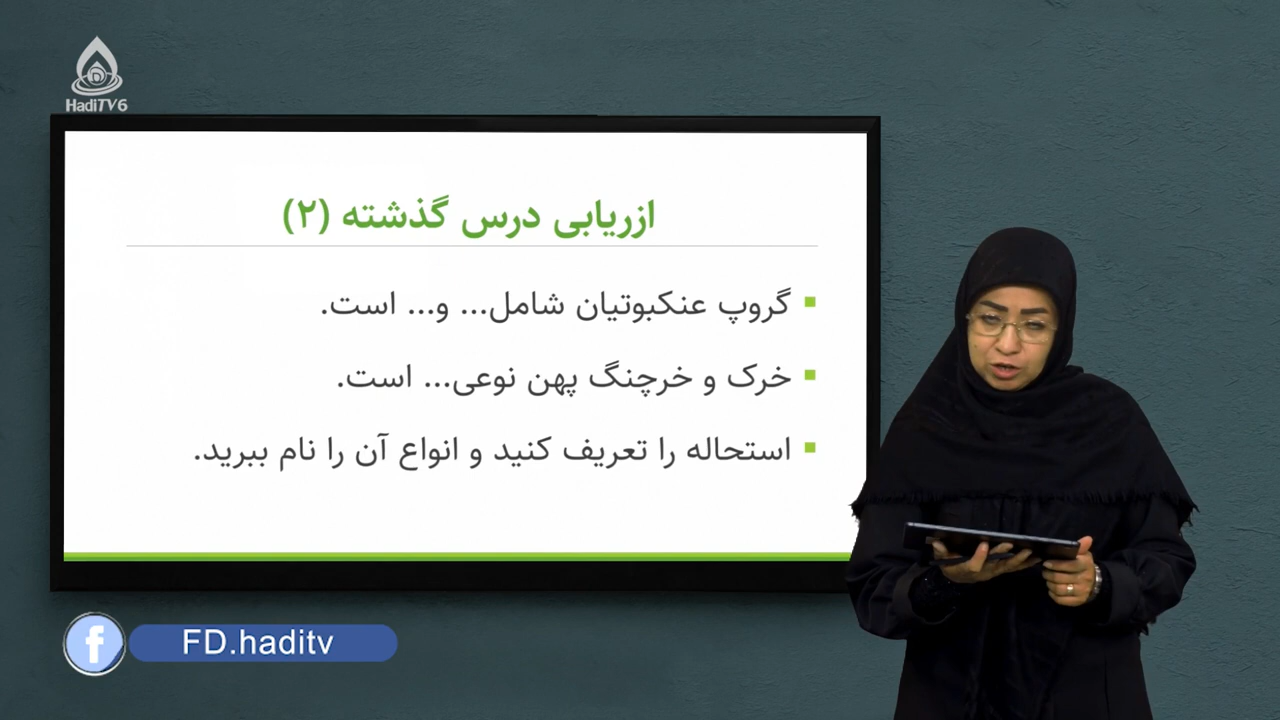 HadiTV6
ازریابی درس گذشته (۲)
گروپ عنکبوتیان شامل... و... است.
خرک و خرچنگ پهن نوعی... است.
استحاله را تعریف کنید و انواع آن را نام ببرید.
FD.haditv